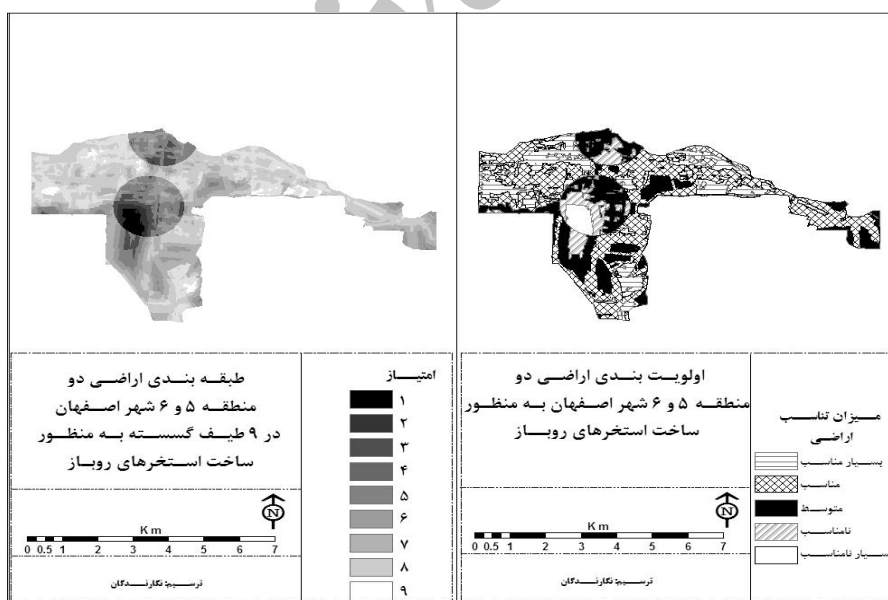 اولویت بندی اراضی دو
منطقه ۵ و ۶ شهر اصفهان به منظور
ساخت استخرهای روباز
میزان تناسب
اراضی
بسیار مناسب
مناسب
متوسط
نامناسب
بسیار نامناسب
N
Km
0 0.5 1 2 3 4 5 6 7
ترسیم: نگارندگان
طبقه بندی اراضی دو
منطقه ۵ و ۶ شهر اصفهان
در ۹ طیف گسسته به منظور
ساخت استخرهای روباز
امتیاز
۱
۲
۳
۴
۵
۶
۷
۸
۹
N
Km
0 0.5 1 2 3 4 5 6 7
ترسیم: نگارندگان